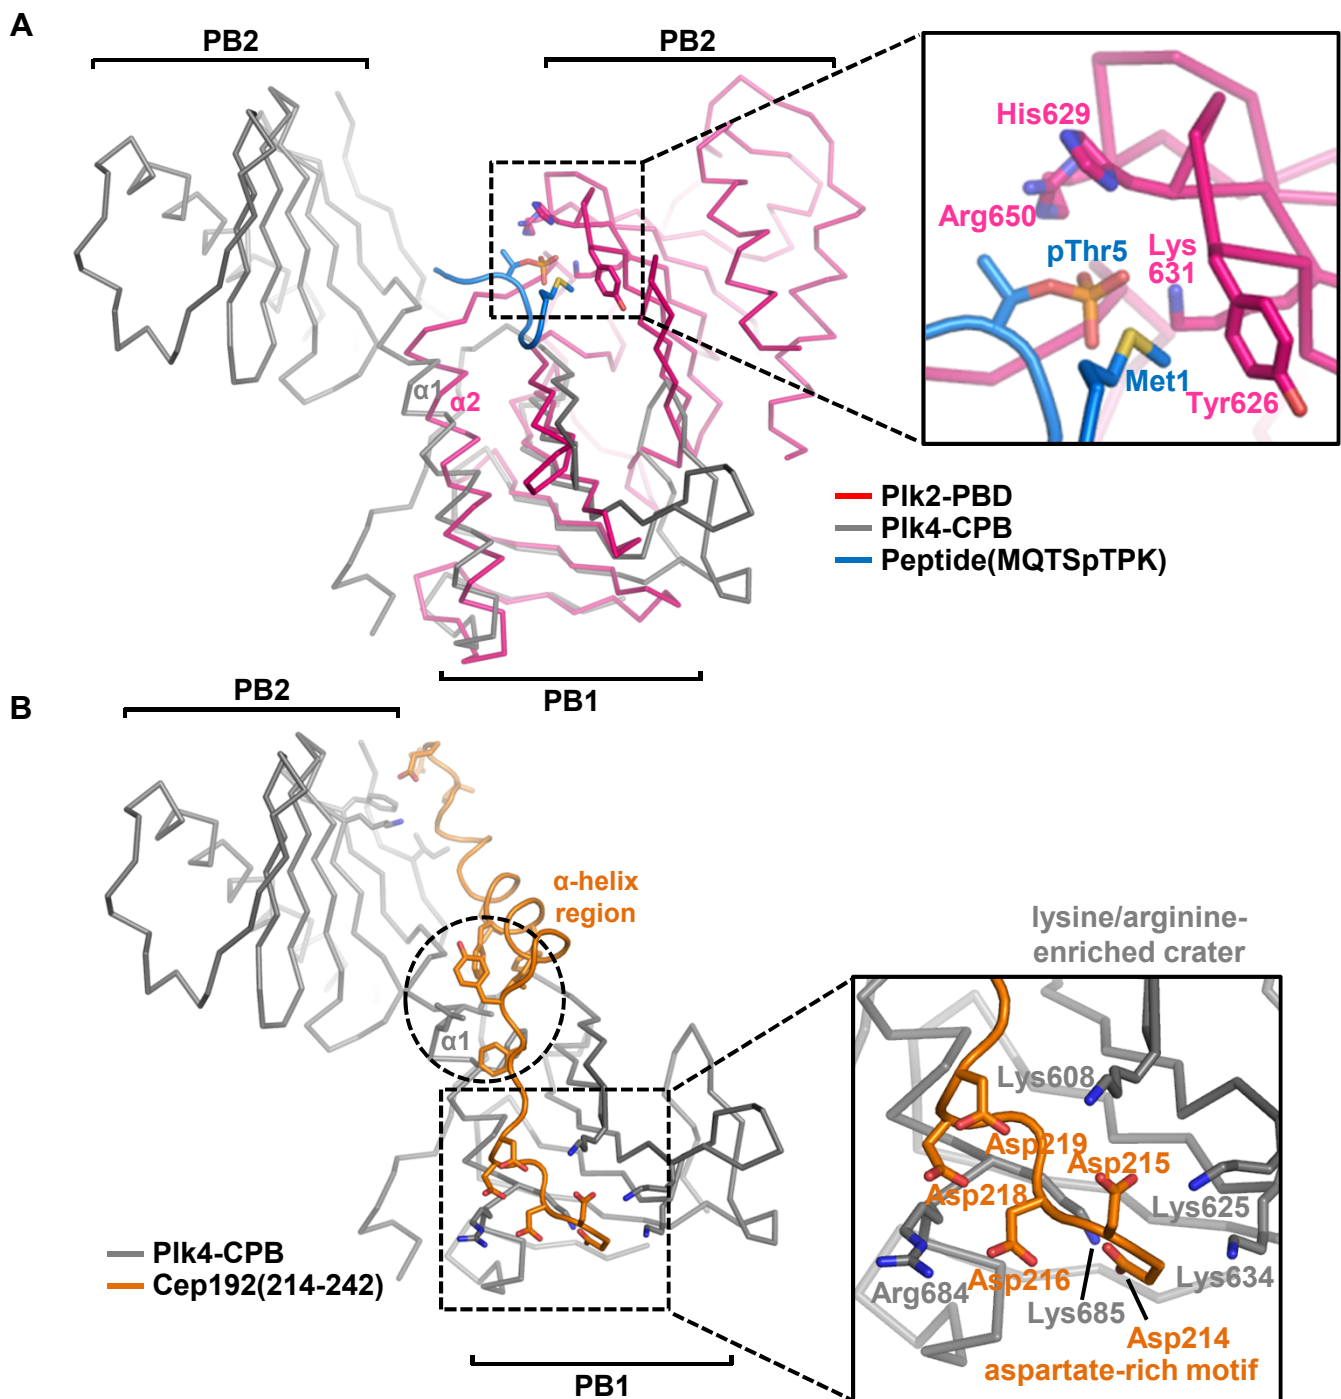 A
PB2
PB2
His629
Arg650
pThr5
Lys
631
Met1
Tyr626
α1
α2
Plk2-PBD
Plk4-CPB
Peptide(MQTSpTPK)
PB1
B
PB2
α-helix
region
α1
lysine/arginine-
enriched crater
Lys608
Asp219
Asp215
Asp218
Lys625
Asp216
Arg684
Lys685
Lys634
Asp214
aspartate-rich motif
Plk4-CPB
Cep192(214-242)
PB1